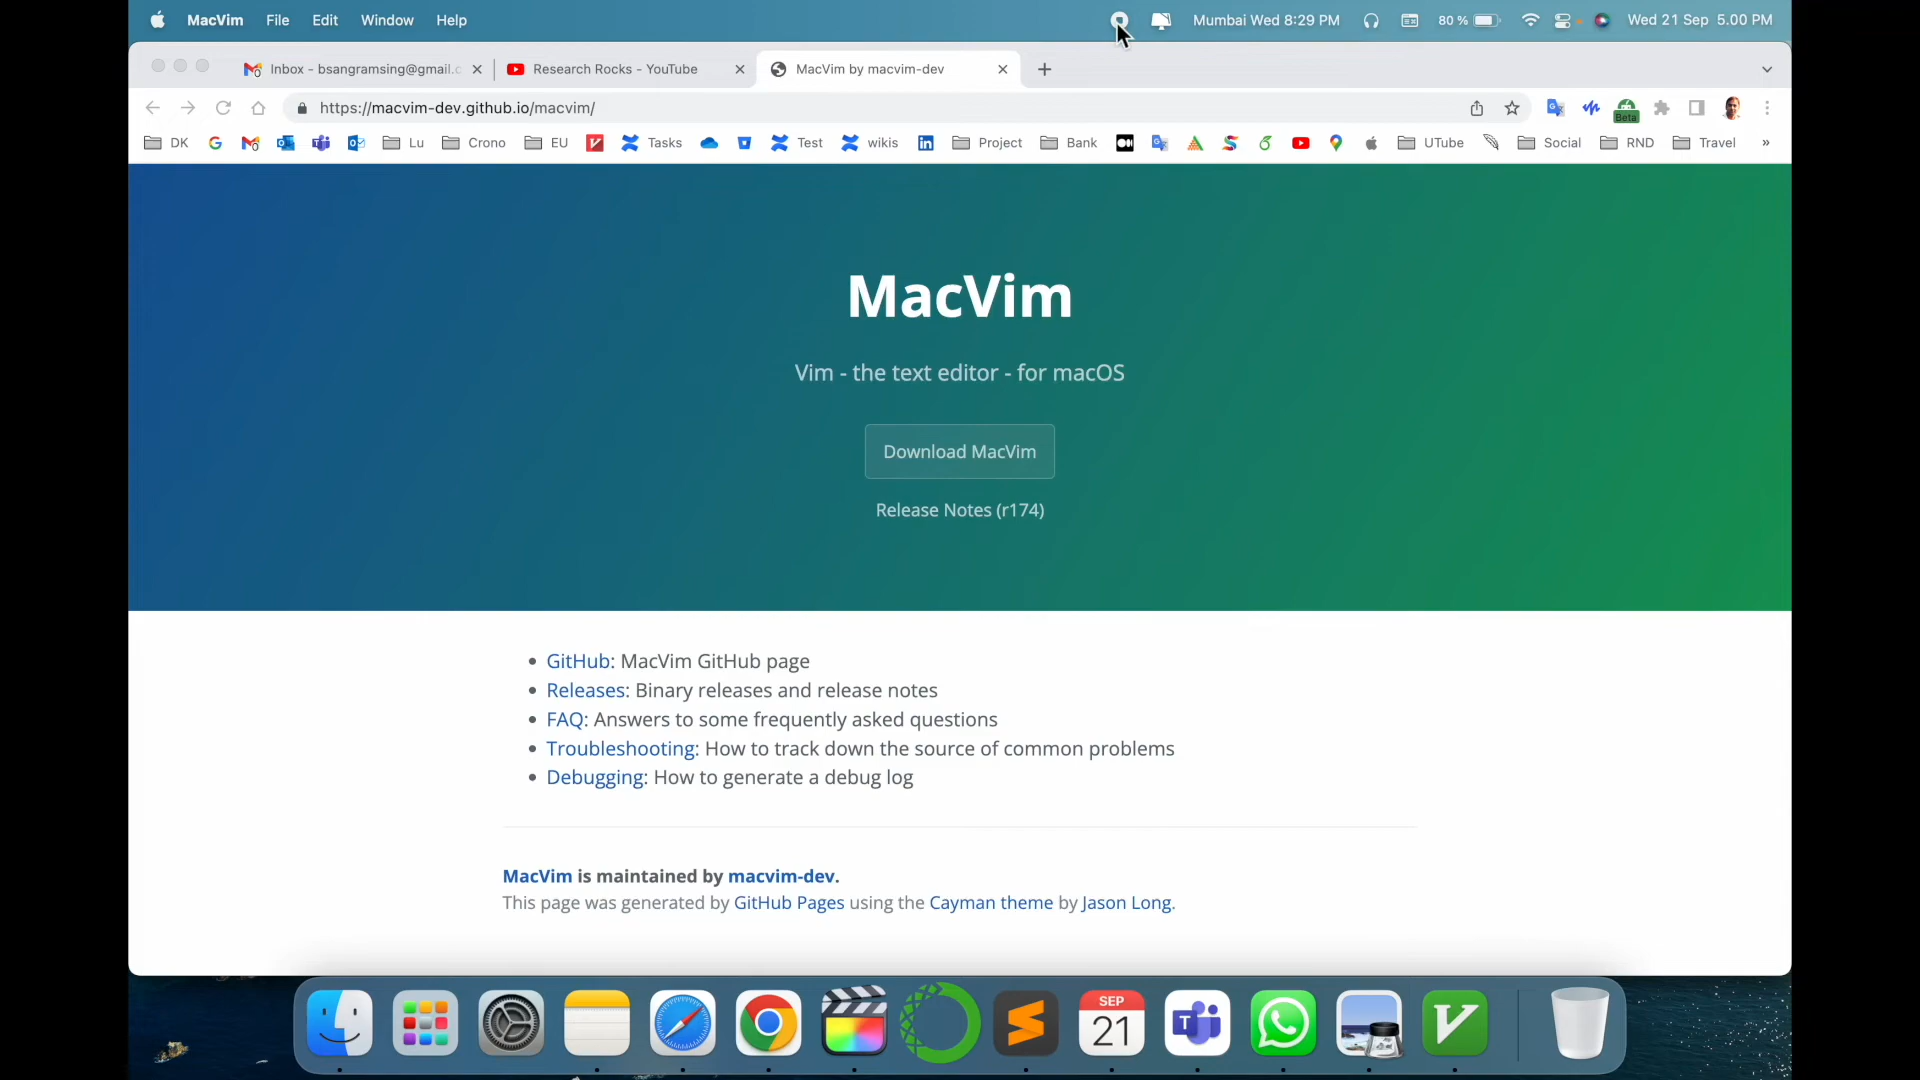 MacVim File Edit Window Help Mumbai Wed 8:29 PM 80 % Wed 21 Sep 5.00 PM
Inbox - bsangramsing@gmail.c Research Rocks - YouTube MacVim by macvim-dev
https://macvim-dev.github.io/macvim/
Beta
DK Lu Crono EU Tasks Test wikis Project Bank UTube Social RND Travel »
MacVim
Vim - the text editor - for macOS
Download MacVim
Release Notes (r174)
• GitHub: MacVim GitHub page
• Releases: Binary releases and release notes
• FAQ: Answers to some frequently asked questions
• Troubleshooting: How to track down the source of common problems
• Debugging: How to generate a debug log
MacVim is maintained by macvim-dev.
This page was generated by GitHub Pages using the Cayman theme by Jason Long.
SEP
21